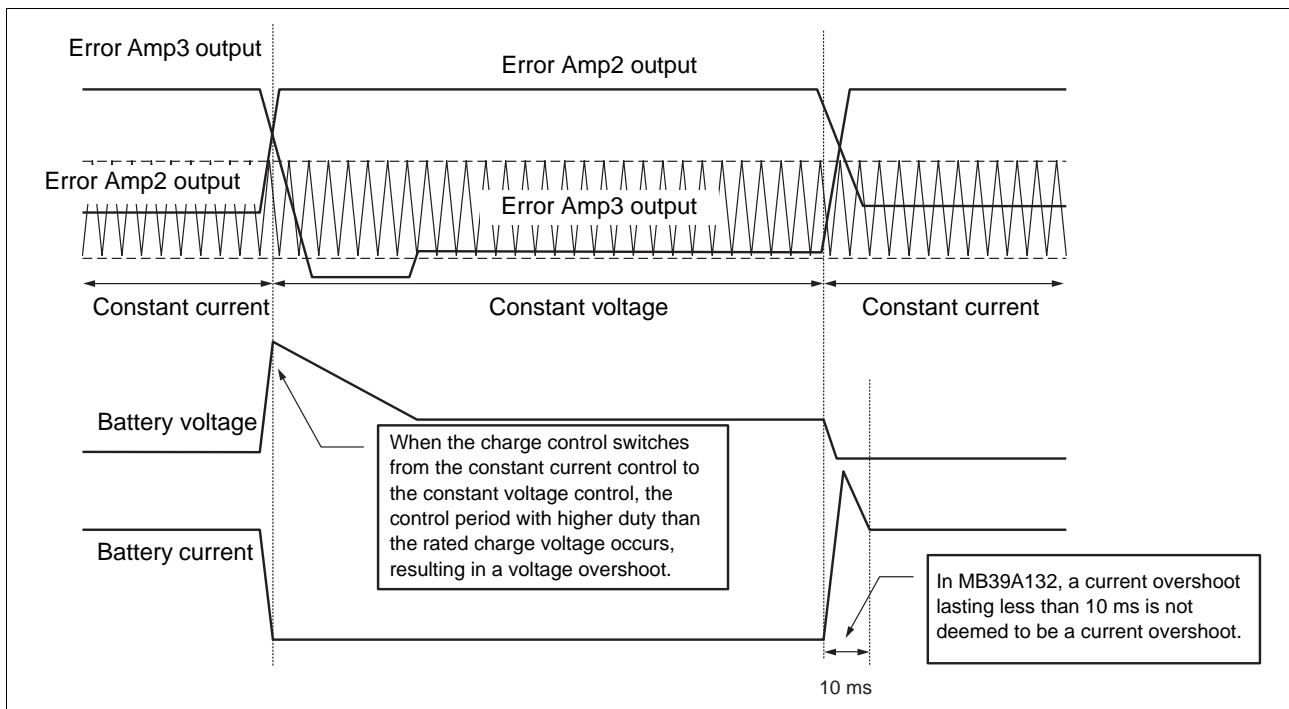 Error Amp3 output
Error Amp2 output
Error Amp2 output
Error Amp3 output
Constant current
Constant voltage
Constant current
Battery voltage
When the charge control switches
from the constant current control to
the constant voltage control, the
control period with higher duty than
the rated charge voltage occurs,
resulting in a voltage overshoot.
Battery current
In MB39A132, a current overshoot
lasting less than 10 ms is not
deemed to be a current overshoot.
10 ms